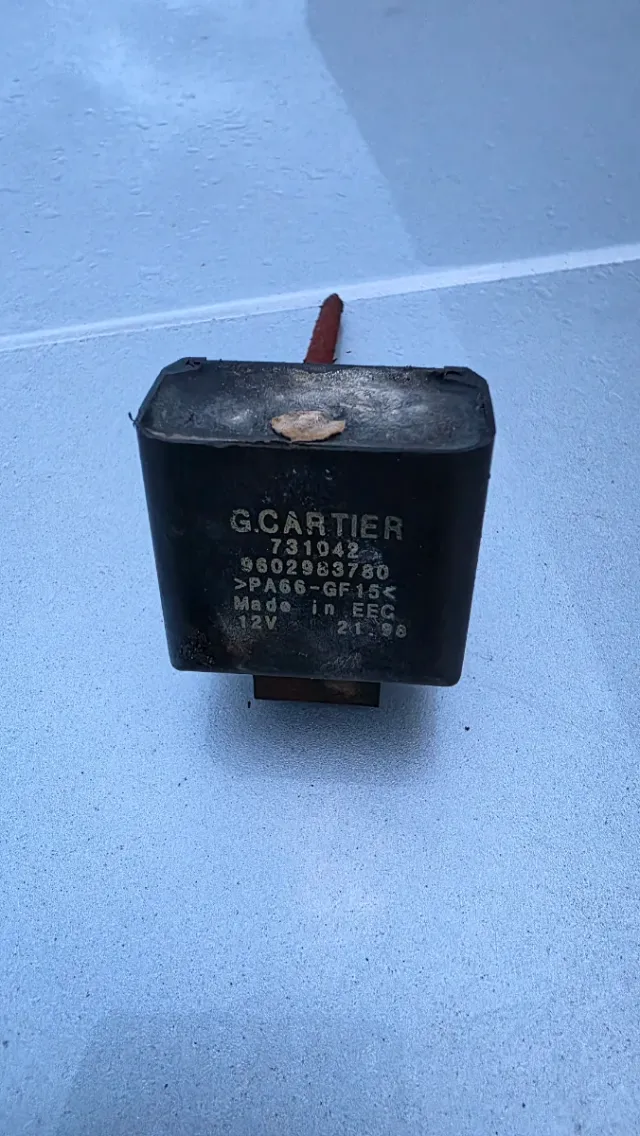 G.CARTIER
731042
9602983780
>PA66-GF15<
Made in EEC
12V 21.98